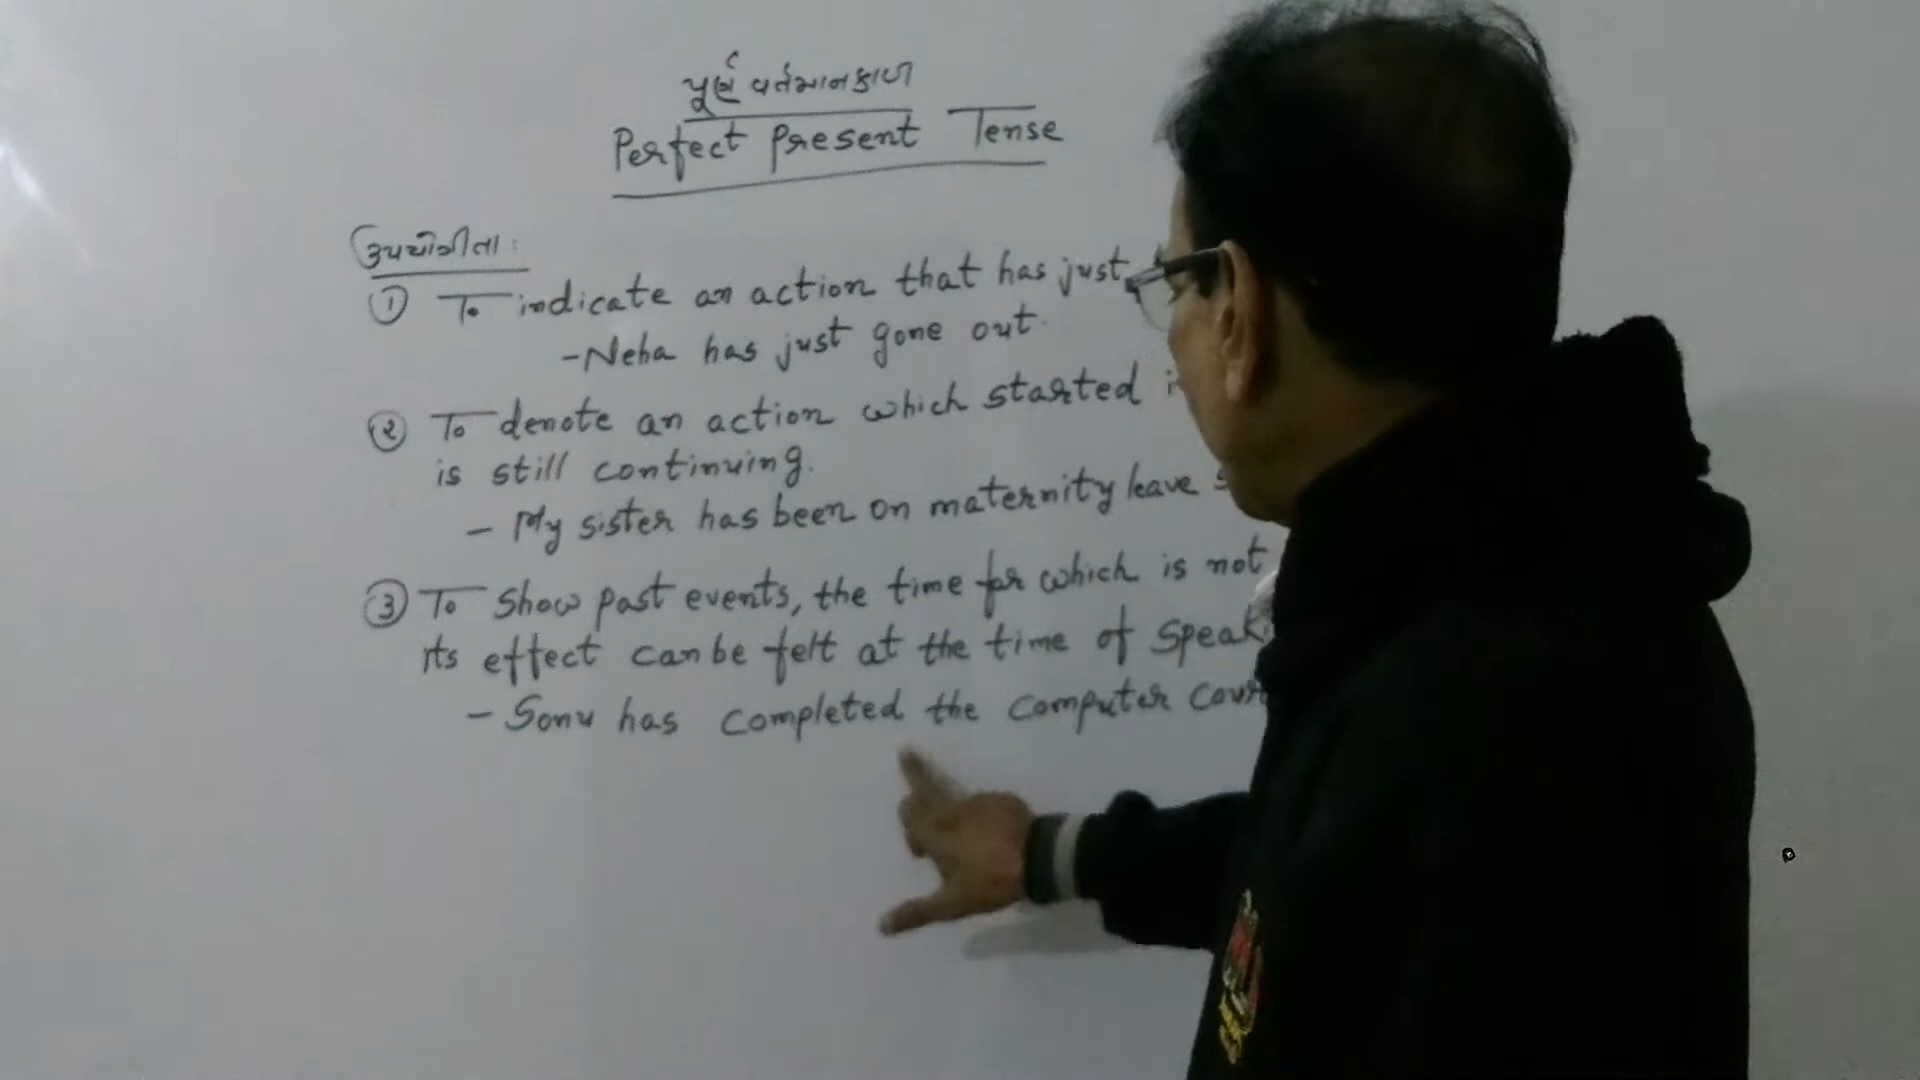 પૂર્ણ વર્તમાનકાળ
Perfect Present Tense
ઉપયોગીતા:
① To indicate an action that has just
- Neha has just gone out.
② To denote an action which started
is still continuing.
- My sister has been on maternity leave
③ To show past events, the time for which is not
its effect can be felt at the time of
- Sonu has completed the computer